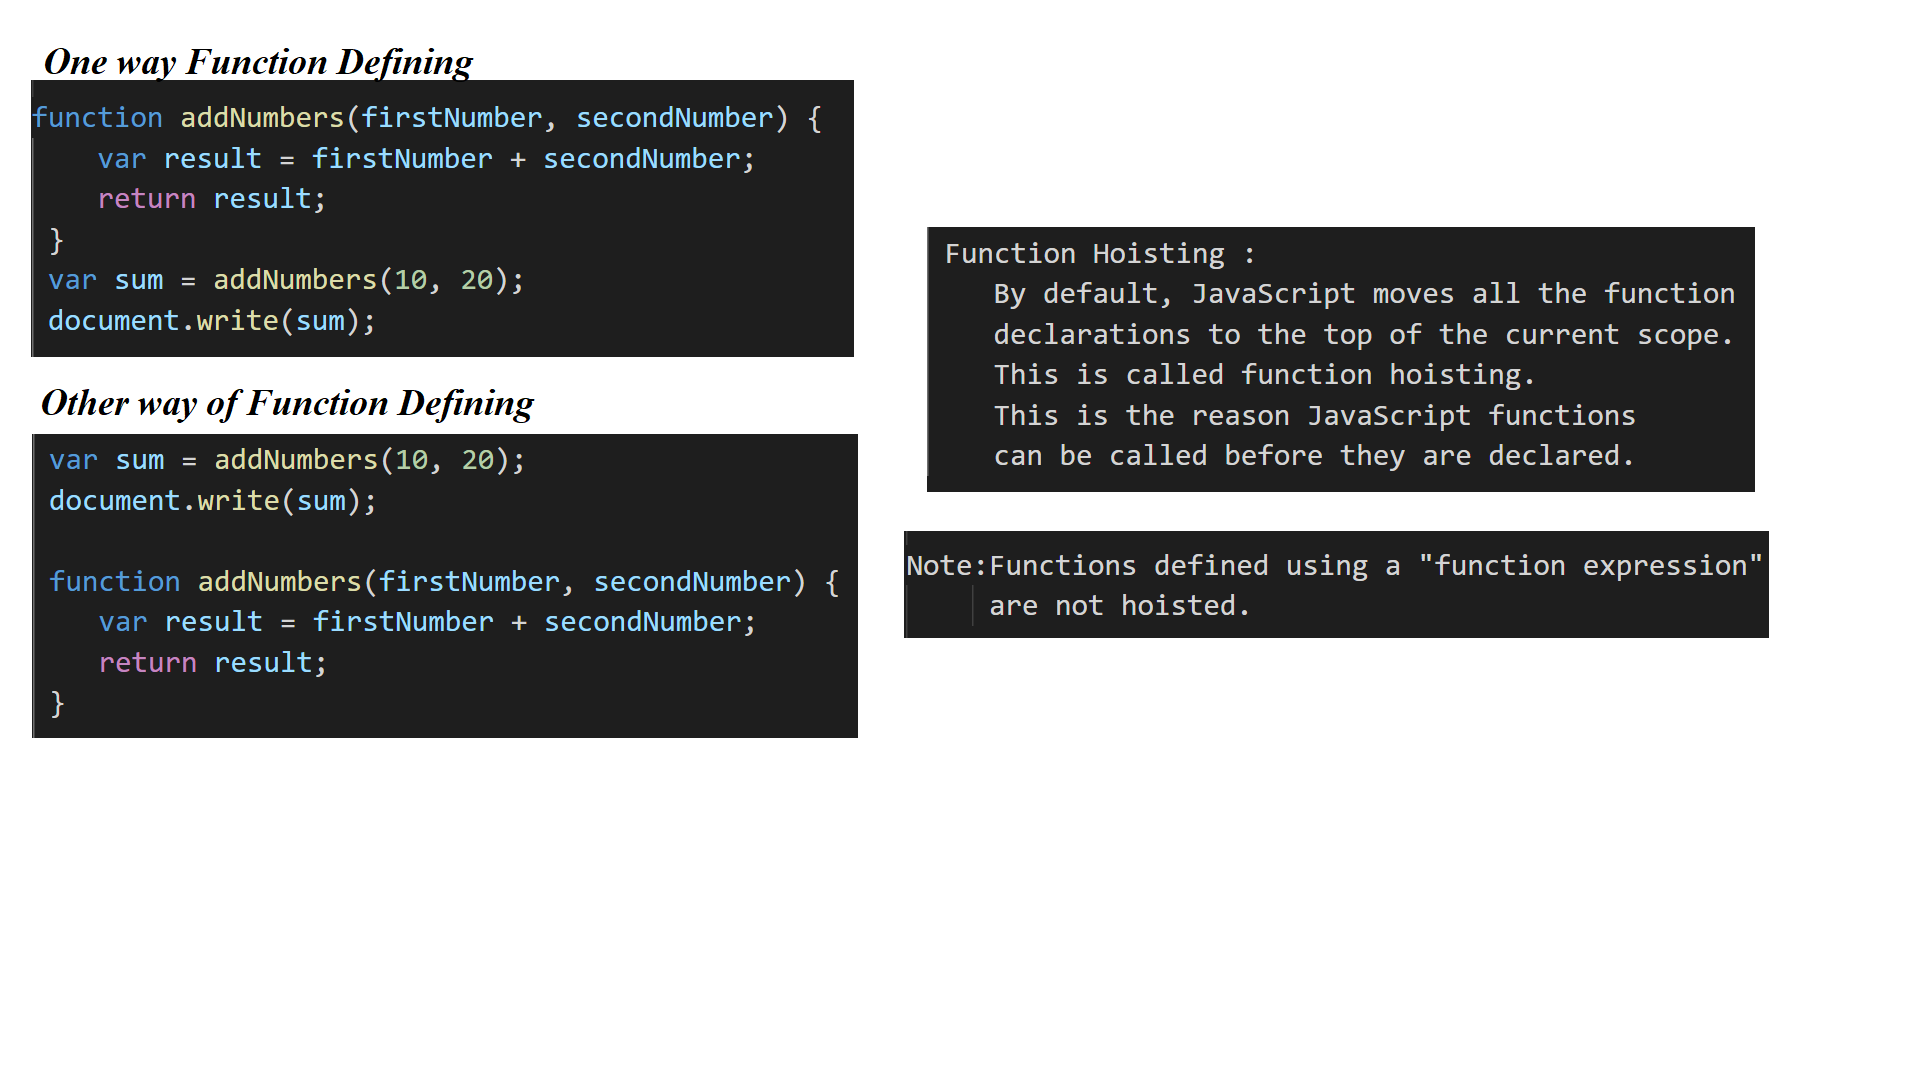 One way Function Defining
function addNumbers(firstNumber, secondNumber) {
    var result = firstNumber + secondNumber;
    return result;
}
var sum = addNumbers(10, 20);
document.write(sum);
Other way of Function Defining
var sum = addNumbers(10, 20);
document.write(sum);

function addNumbers(firstNumber, secondNumber) {
    var result = firstNumber + secondNumber;
    return result;
}
Function Hoisting :
    By default, JavaScript moves all the function
    declarations to the top of the current scope.
    This is called function hoisting.
    This is the reason JavaScript functions
    can be called before they are declared.
Note:Functions defined using a "function expression"
     are not hoisted.